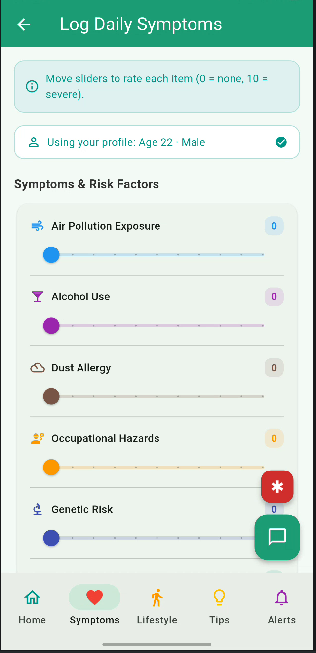 Log Daily Symptoms
Move sliders to rate each item (0 = none, 10 =
severe).
Using your profile: Age 22 - Male
Symptoms & Risk Factors
Air Pollution Exposure 0
Alcohol Use 0
Dust Allergy 0
Occupational Hazards 0
Genetic Risk 0
Home Symptoms Lifestyle Tips Alerts